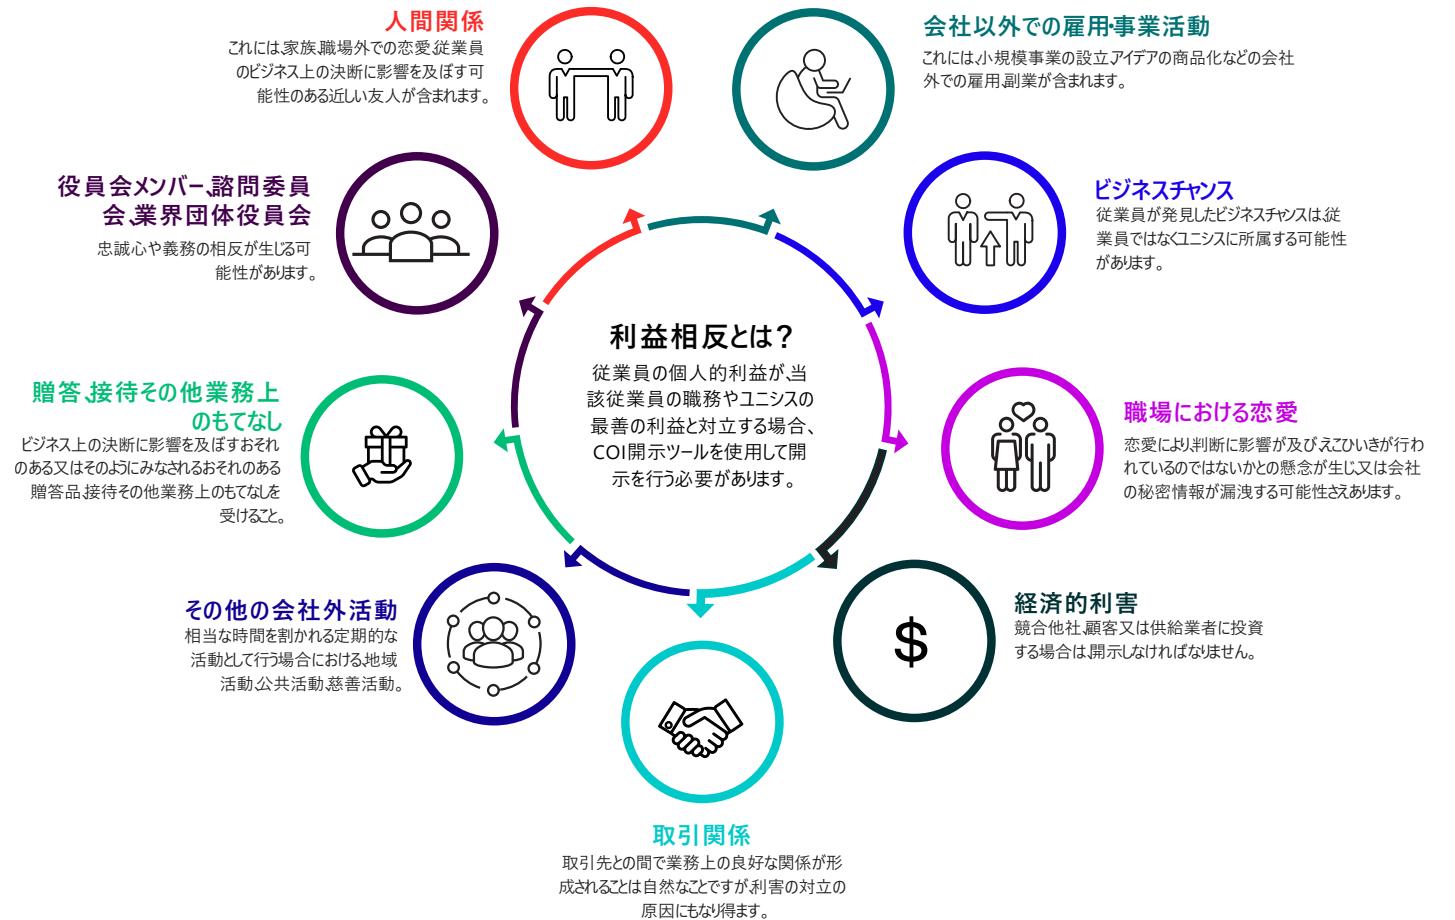 人間関係
これには、家族、職場外での恋愛、従業員
のビジネス上の決断に影響を及ぼす可
能性のある近しい友人が含まれます。
会社以外での雇用・事業活動
これには、小規模事業の設立、アイデアの商品化などの会社
外での雇用、副業が含まれます。
役員会メンバー、諮問委員
会、業界団体役員会
忠誠心や義務の相反が生じる可
能性があります。
ビジネスチャンス
従業員が発見したビジネスチャンスは、従
業員ではなくユニシスに所属する可能性
があります。
利益相反とは？
従業員の個人的利益が、当
該従業員の職務やユニシスの
最善の利益と対立する場合、
COI開示ツールを使用して開
示を行う必要があります。
贈答、接待その他業務上
のもてなし
ビジネス上の決断に影響を及ぼすおそれ
のある又はそのようにみなされるおそれのある
贈答品、接待その他業務上のもてなしを
受けること。
職場における恋愛
恋愛により、判断に影響が及び、えこひいきが行わ
れているのではないかとの懸念が生じ、又は会社
の秘密情報が漏洩する可能性さえあります。
その他の会社外活動
相当な時間を割かれる定期的な
活動として行う場合における、地域
活動、公共活動、慈善活動。
経済的利害
競合他社、顧客又は供給業者に投資
する場合は、開示しなければなりません。
$
取引関係
取引先との間で業務上の良好な関係が形
成されることは自然なことですが、利害の対立の
原因にもなり得ます。